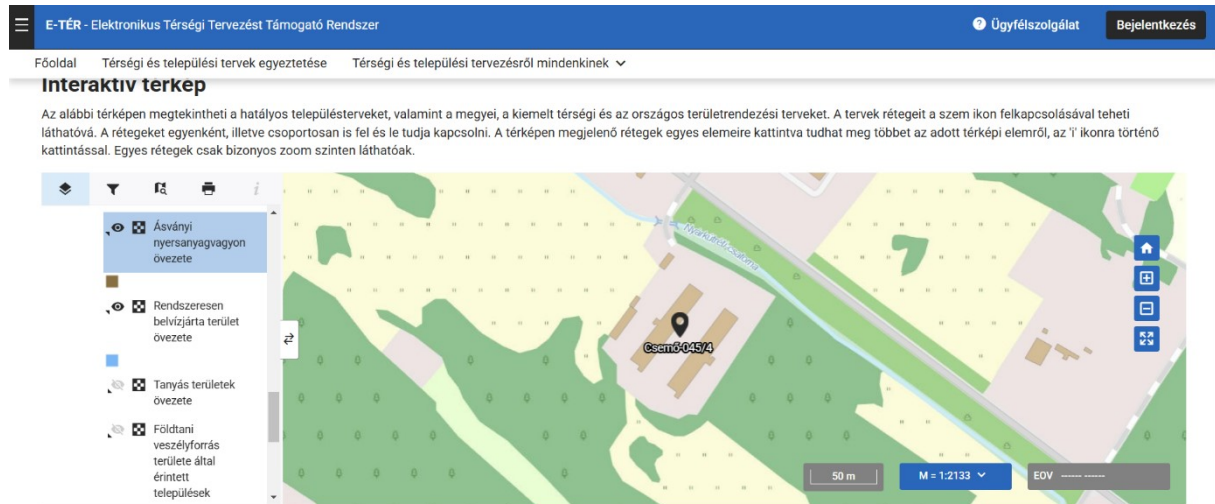 E-TÉR - Elektronikus Térségi Tervezést Támogató Rendszer
Ügyfélszolgálat
Bejelentkezés
Főoldal
Térségi és települési tervek egyeztetése
Térségi és települési tervezésről mindenkinek
Interaktív térkép
Az alábbi térképen megtekintheti a hatályos településterveket, valamint a megyei, a kiemelt térségi és az országos területrendezési terveket. A tervek rétegeit a szem ikon felkapcsolásával teheti
láthatóvá. A rétegeket egyenként, illetve csoportosan is fel és le tudja kapcsolni. A térképen megjelenő rétegek egyes elemeire kattintva tudhat meg többet az adott térképi elemről, az 'i' ikonra történő
kattintással. Egyes rétegek csak bizonyos zoom szinten láthatóak.
i
Ásványi
nyersanyagvagyon
övezete
Rendszeresen
belvízjárta terület
övezete
Tanyás területek
övezete
Földtani
veszélyforrás
területe által
érintett
települések
Csemő-045/4
50 m
M = 1:2133
EOV ------ ------